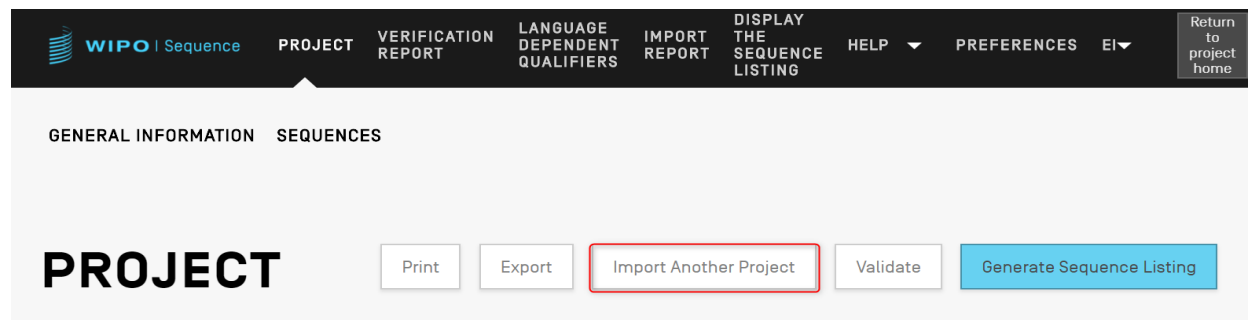 WIPO | Sequence
PROJECT
VERIFICATION
REPORT
LANGUAGE
DEPENDENT
QUALIFIERS
IMPORT
REPORT
DISPLAY
THE
SEQUENCE
LISTING
HELP
PREFERENCES
EI
Return
to
project
home
GENERAL INFORMATION SEQUENCES
PROJECT
Print
Export
Import Another Project
Validate
Generate Sequence Listing